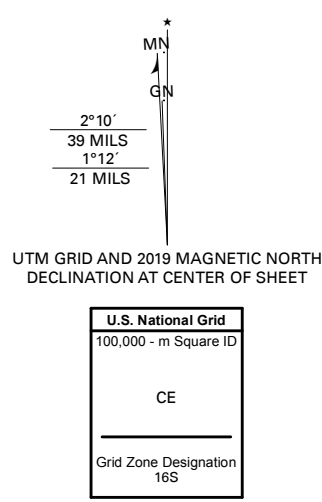 ★
MN
GN
2°10´
39 MILS
1°12´
21 MILS
UTM GRID AND 2019 MAGNETIC NORTH
DECLINATION AT CENTER OF SHEET
U.S. National Grid
100,000 - m Square ID
CE
Grid Zone Designation
16S